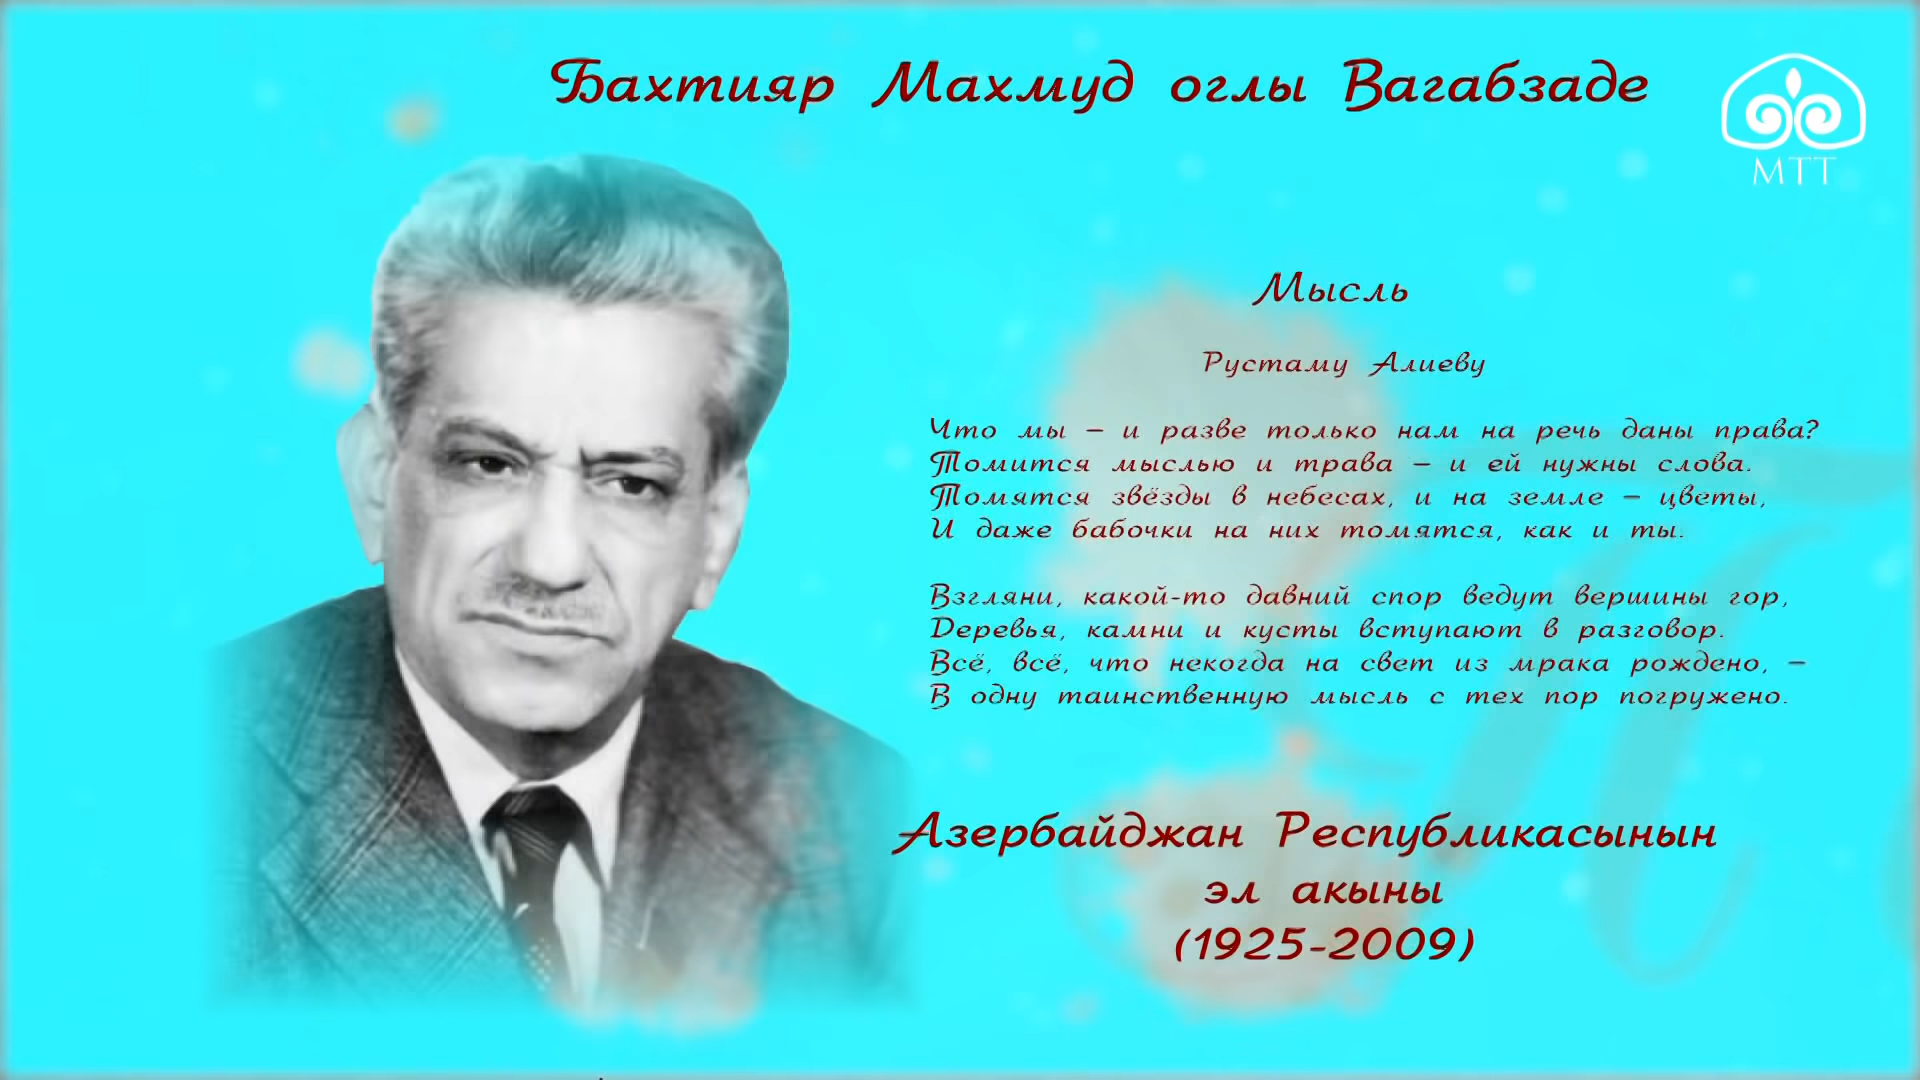 Бахтияр Махмуд оглы Вагабзаде
МТТ
Мысль
Рустаму Алиеву
Что мы – и разве только нам на речь даны права?
Томится мыслью и трава – и ей нужны слова.
Томятся звёзды в небесах, и на земле – цветы,
И даже бабочки на них томятся, как и ты.
Взгляни, какой-то давний спор ведут вершины гор,
Деревья, камни и кусты вступают в разговор.
Всё, всё, что некогда на свет из мрака рождено, –
В одну таинственную мысль с тех пор погружено.
Азербайджан Республикасынын
эл акыны
(1925-2009)